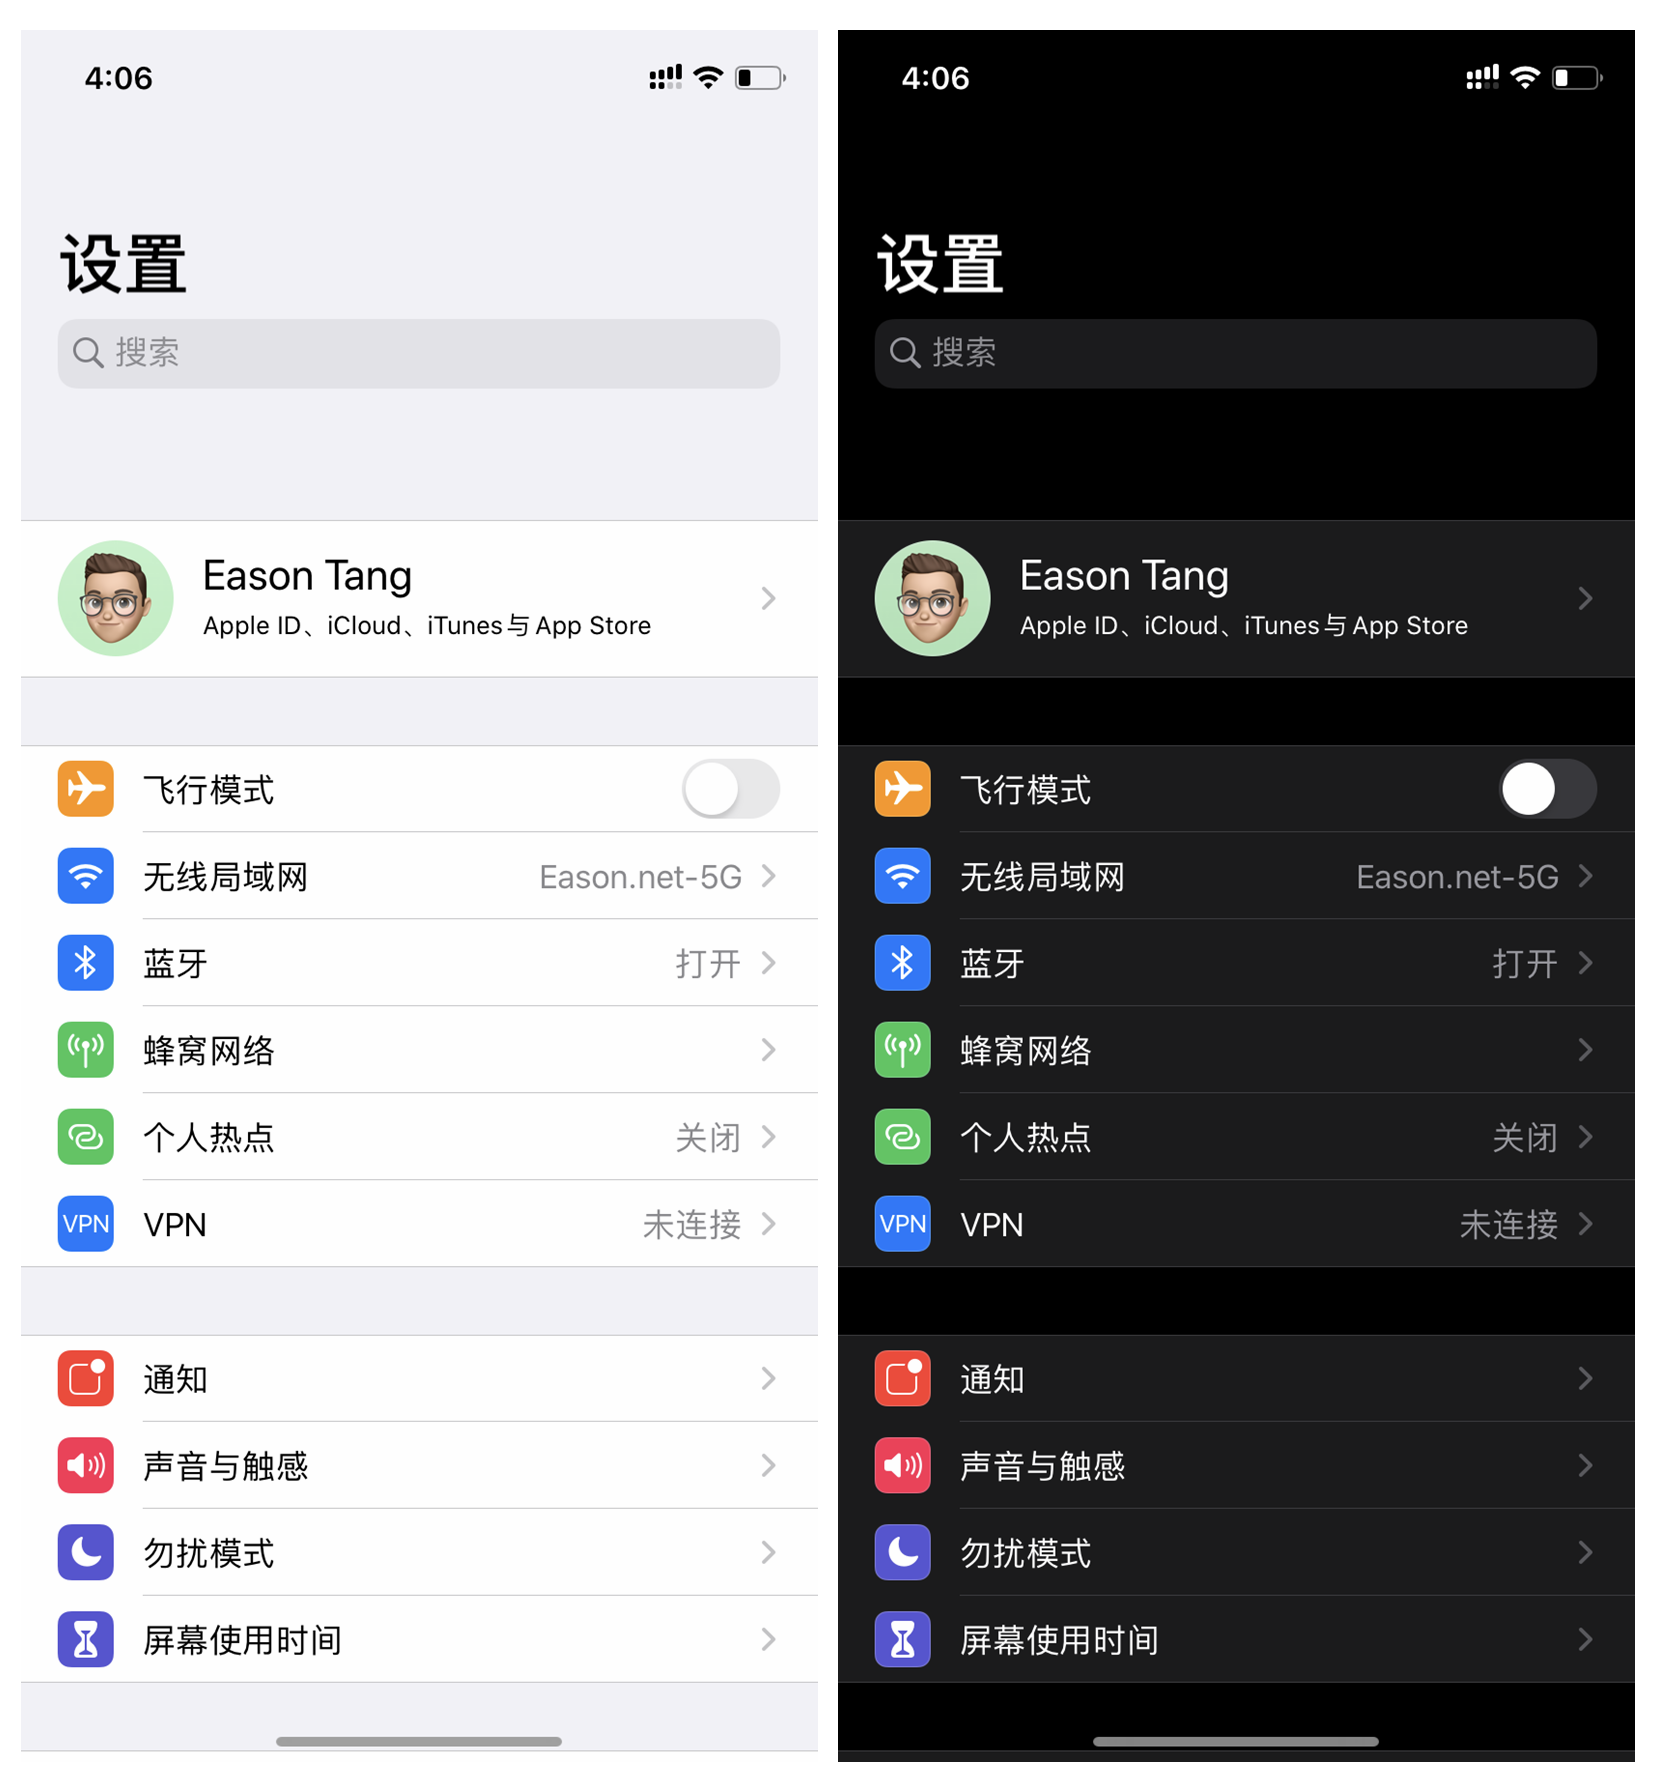 4:06
设置
搜索
Eason Tang
Apple ID、iCloud、iTunes与App Store
飞行模式
无线局域网 Eason.net-5G
蓝牙 打开
蜂窝网络
个人热点 关闭
VPN VPN 未连接
通知
声音与触感
勿扰模式
屏幕使用时间
4:06
设置
搜索
Eason Tang
Apple ID、iCloud、iTunes与App Store
飞行模式
无线局域网 Eason.net-5G
蓝牙 打开
蜂窝网络
个人热点 关闭
VPN VPN 未连接
通知
声音与触感
勿扰模式
屏幕使用时间